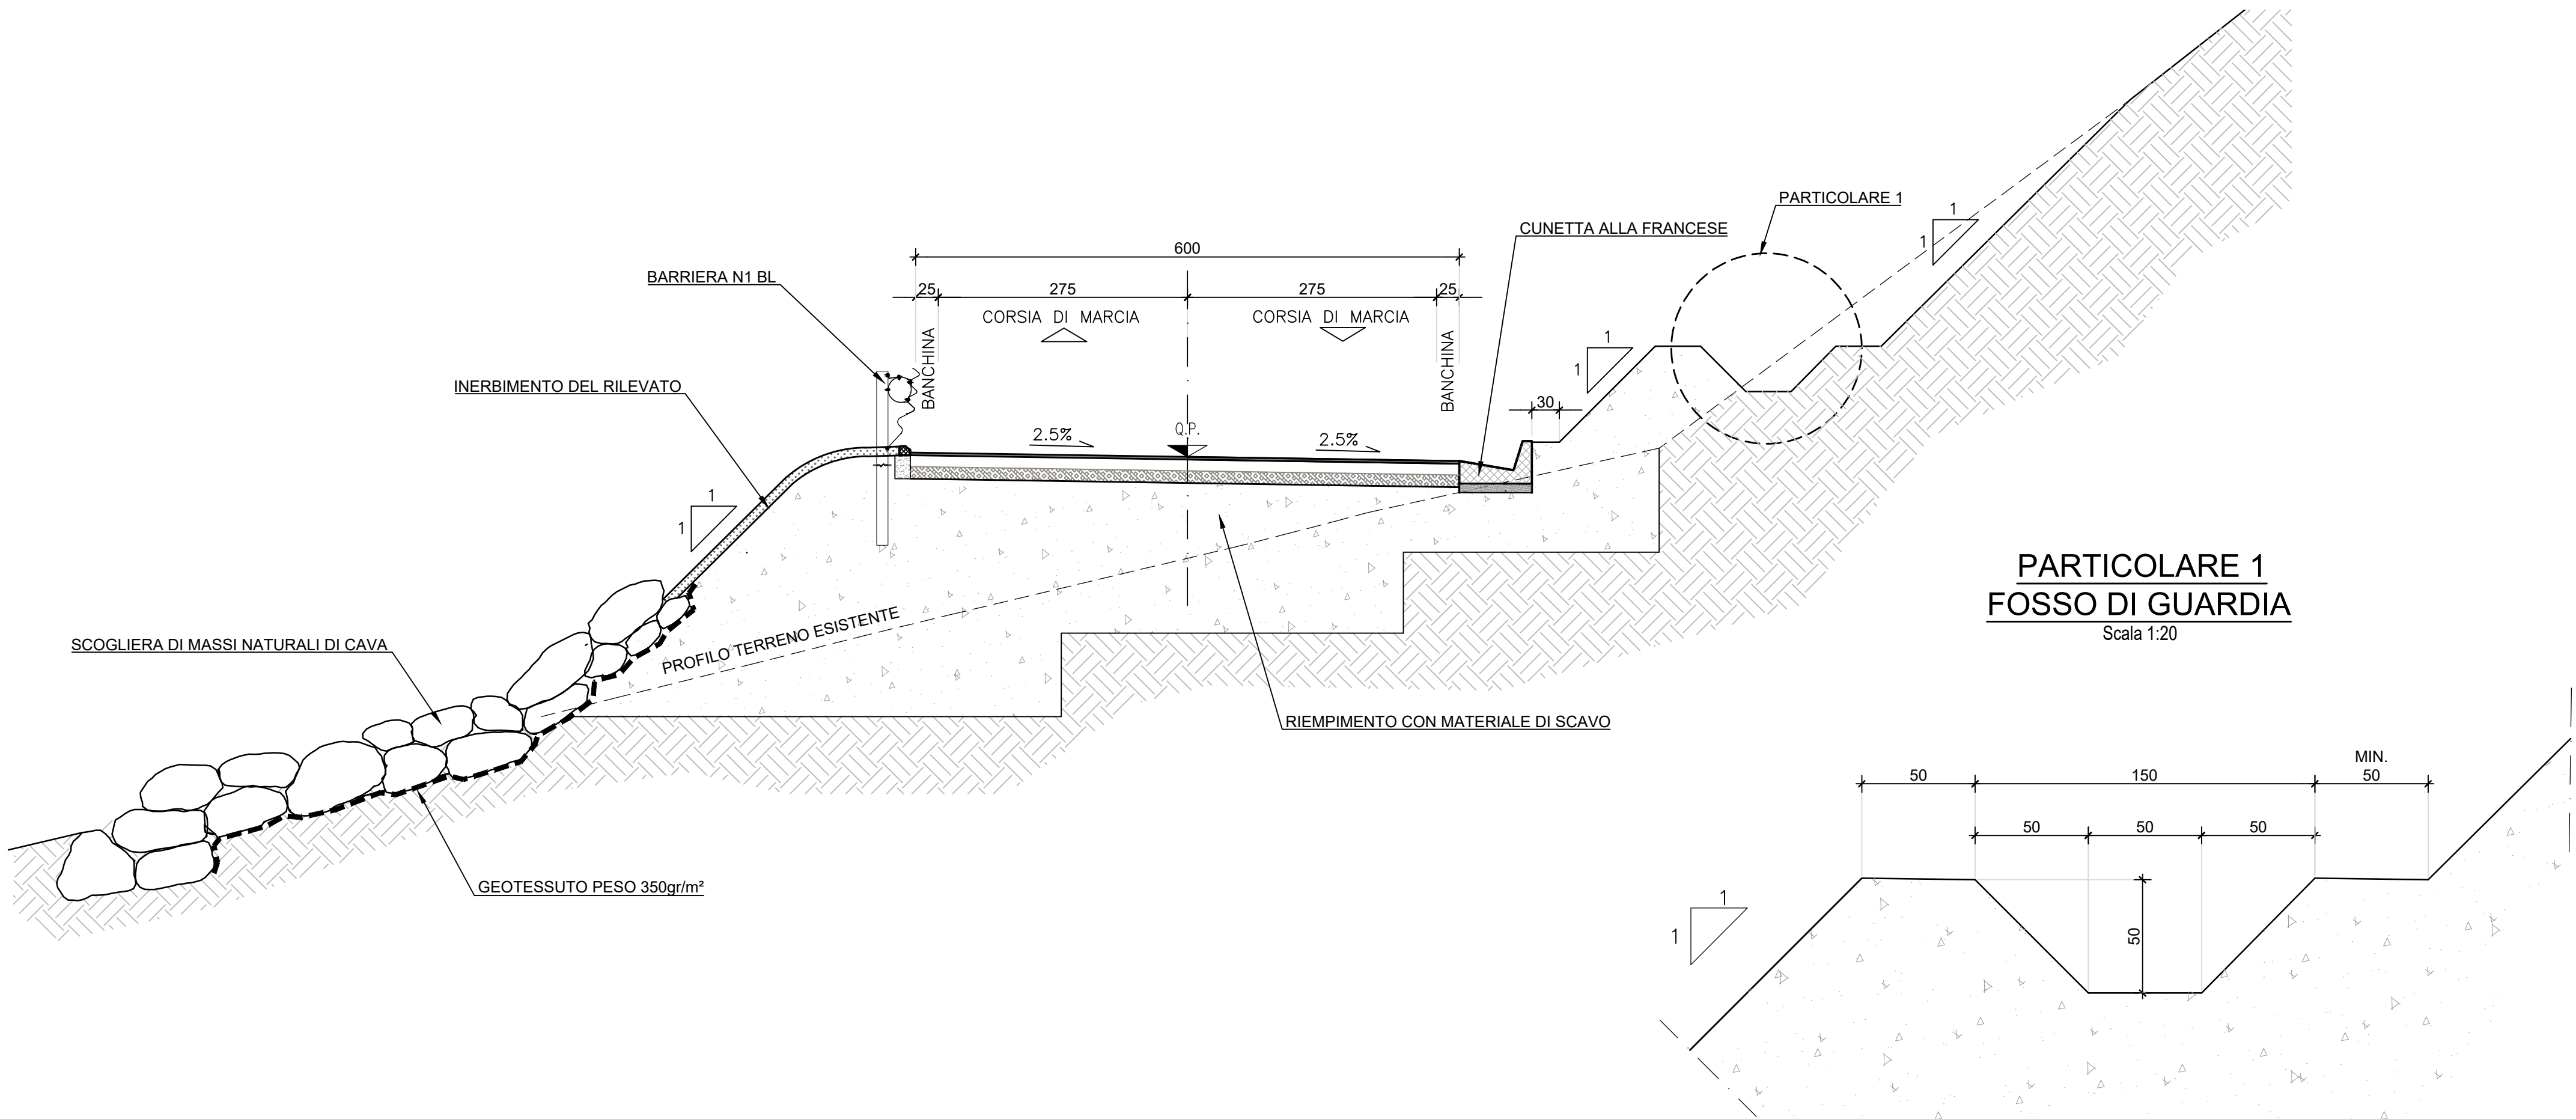 PARTICOLARE 1
1
1
CUNETTA ALLA FRANCESE
600
BARRIERA N1 BL
25
275
275
25
CORSIA DI MARCIA
CORSIA DI MARCIA
BANCHINA
BANCHINA
1
1
INERBIMENTO DEL RILEVATO
30
2.5%
Q.P.
2.5%
1
1
PROFILO TERRENO ESISTENTE
SCOGLIERA DI MASSI NATURALI DI CAVA
RIEMPIMENTO CON MATERIALE DI SCAVO
GEOTESSUTO PESO 350gr/m²
PARTICOLARE 1
FOSSO DI GUARDIA
Scala 1:20
MIN.
50
150
50
50
50
50
1
1
50